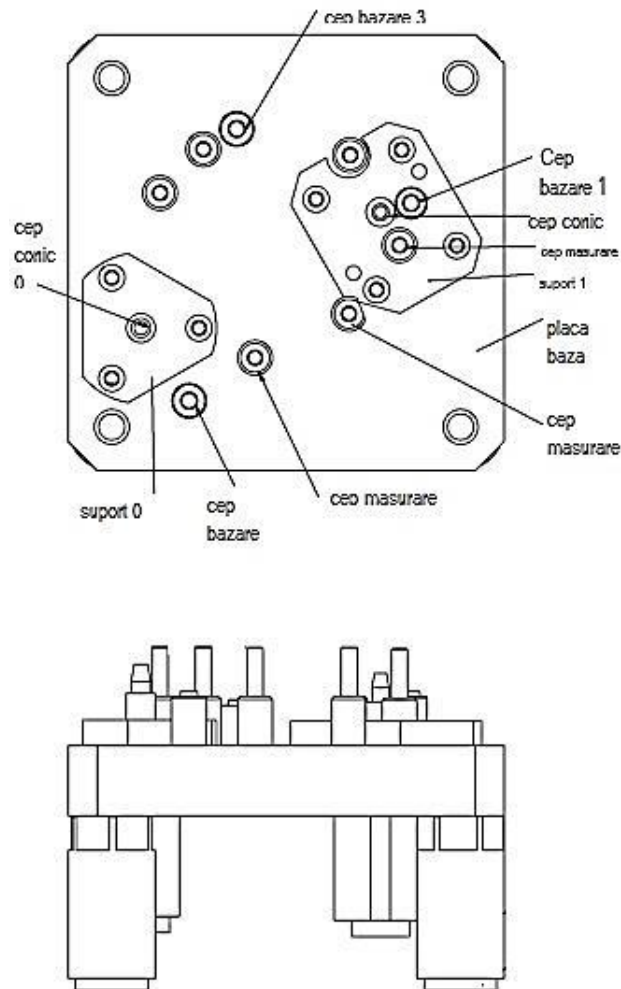 cep bazare 3
Cep
bazare 1
cep conic
cep masurare
suport 1
placa
baza
cep
masurare
cep
conic
0
suport 0
cep
bazare
cep masurare